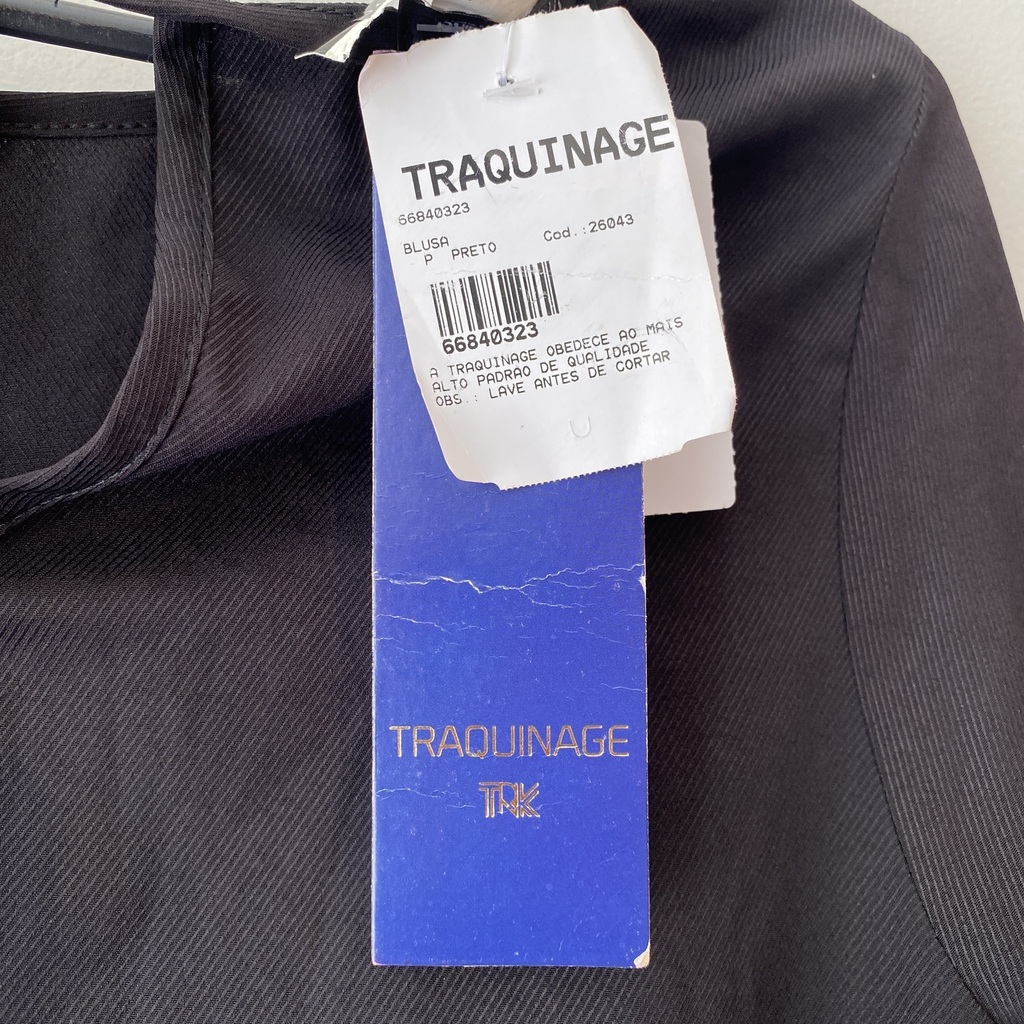 TRAQUINAGE
66840323
BLUSA Cod.:26043
P PRETO
66840323
A TRAQUINAGE OBEDECE AO MAIS
ALTO PADRAO DE QUALIDADE
OBS.: LAVE ANTES DE CORTAR
TRAQUINAGE
TRK